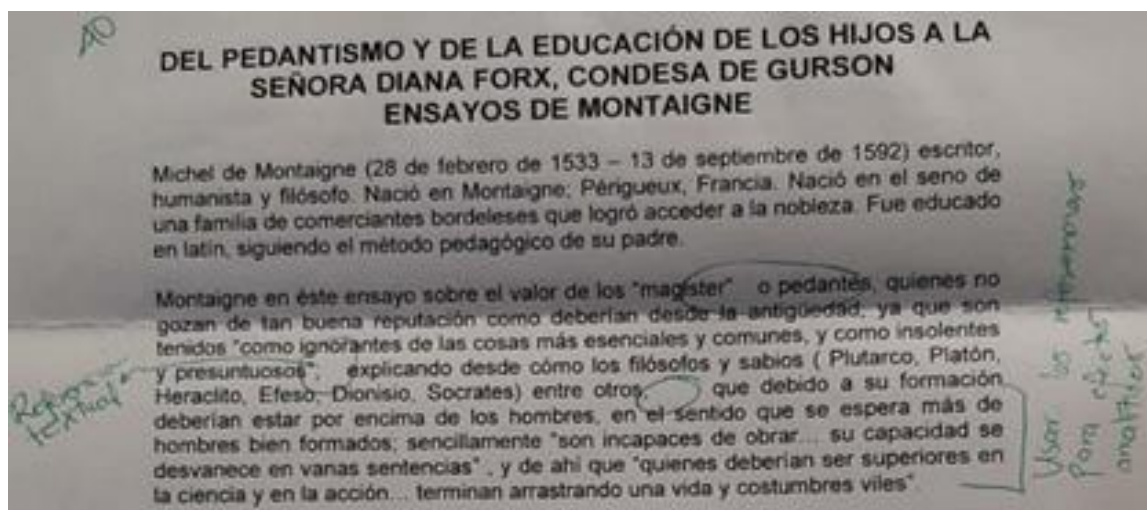 AO
DEL PEDANTISMO Y DE LA EDUCACIÓN DE LOS HIJOS A LA
SEÑORA DIANA FORX, CONDESA DE GURSON
ENSAYOS DE MONTAIGNE
Michel de Montaigne (28 de febrero de 1533 – 13 de septiembre de 1592) escritor,
humanista y filósofo. Nació en Montaigne; Périgueux, Francia. Nació en el seno de
una familia de comerciantes bordeleses que logró acceder a la nobleza. Fue educado
en latín, siguiendo el método pedagógico de su padre.
Montaigne en éste ensayo sobre el valor de los "magíster" o pedantes, quienes no
gozan de tan buena reputación como deberían desde la antigüedad, ya que son
tenidos "como ignorantes de las cosas más esenciales y comunes, y como insolentes
y presuntuosos"; explicando desde cómo los filósofos y sabios ( Plutarco, Platón,
Heraclito, Efeso, Dionisio, Socrates) entre otros, que debido a su formación
deberían estar por encima de los hombres, en el sentido que se espera más de
hombres bien formados; sencillamente "son incapaces de obrar... su capacidad se
desvanece en vanas sentencias" , y de ahí que "quienes deberían ser superiores en
la ciencia y en la acción... terminan arrastrando una vida y costumbres viles".
textual
Usar los
para efectos
analíticos